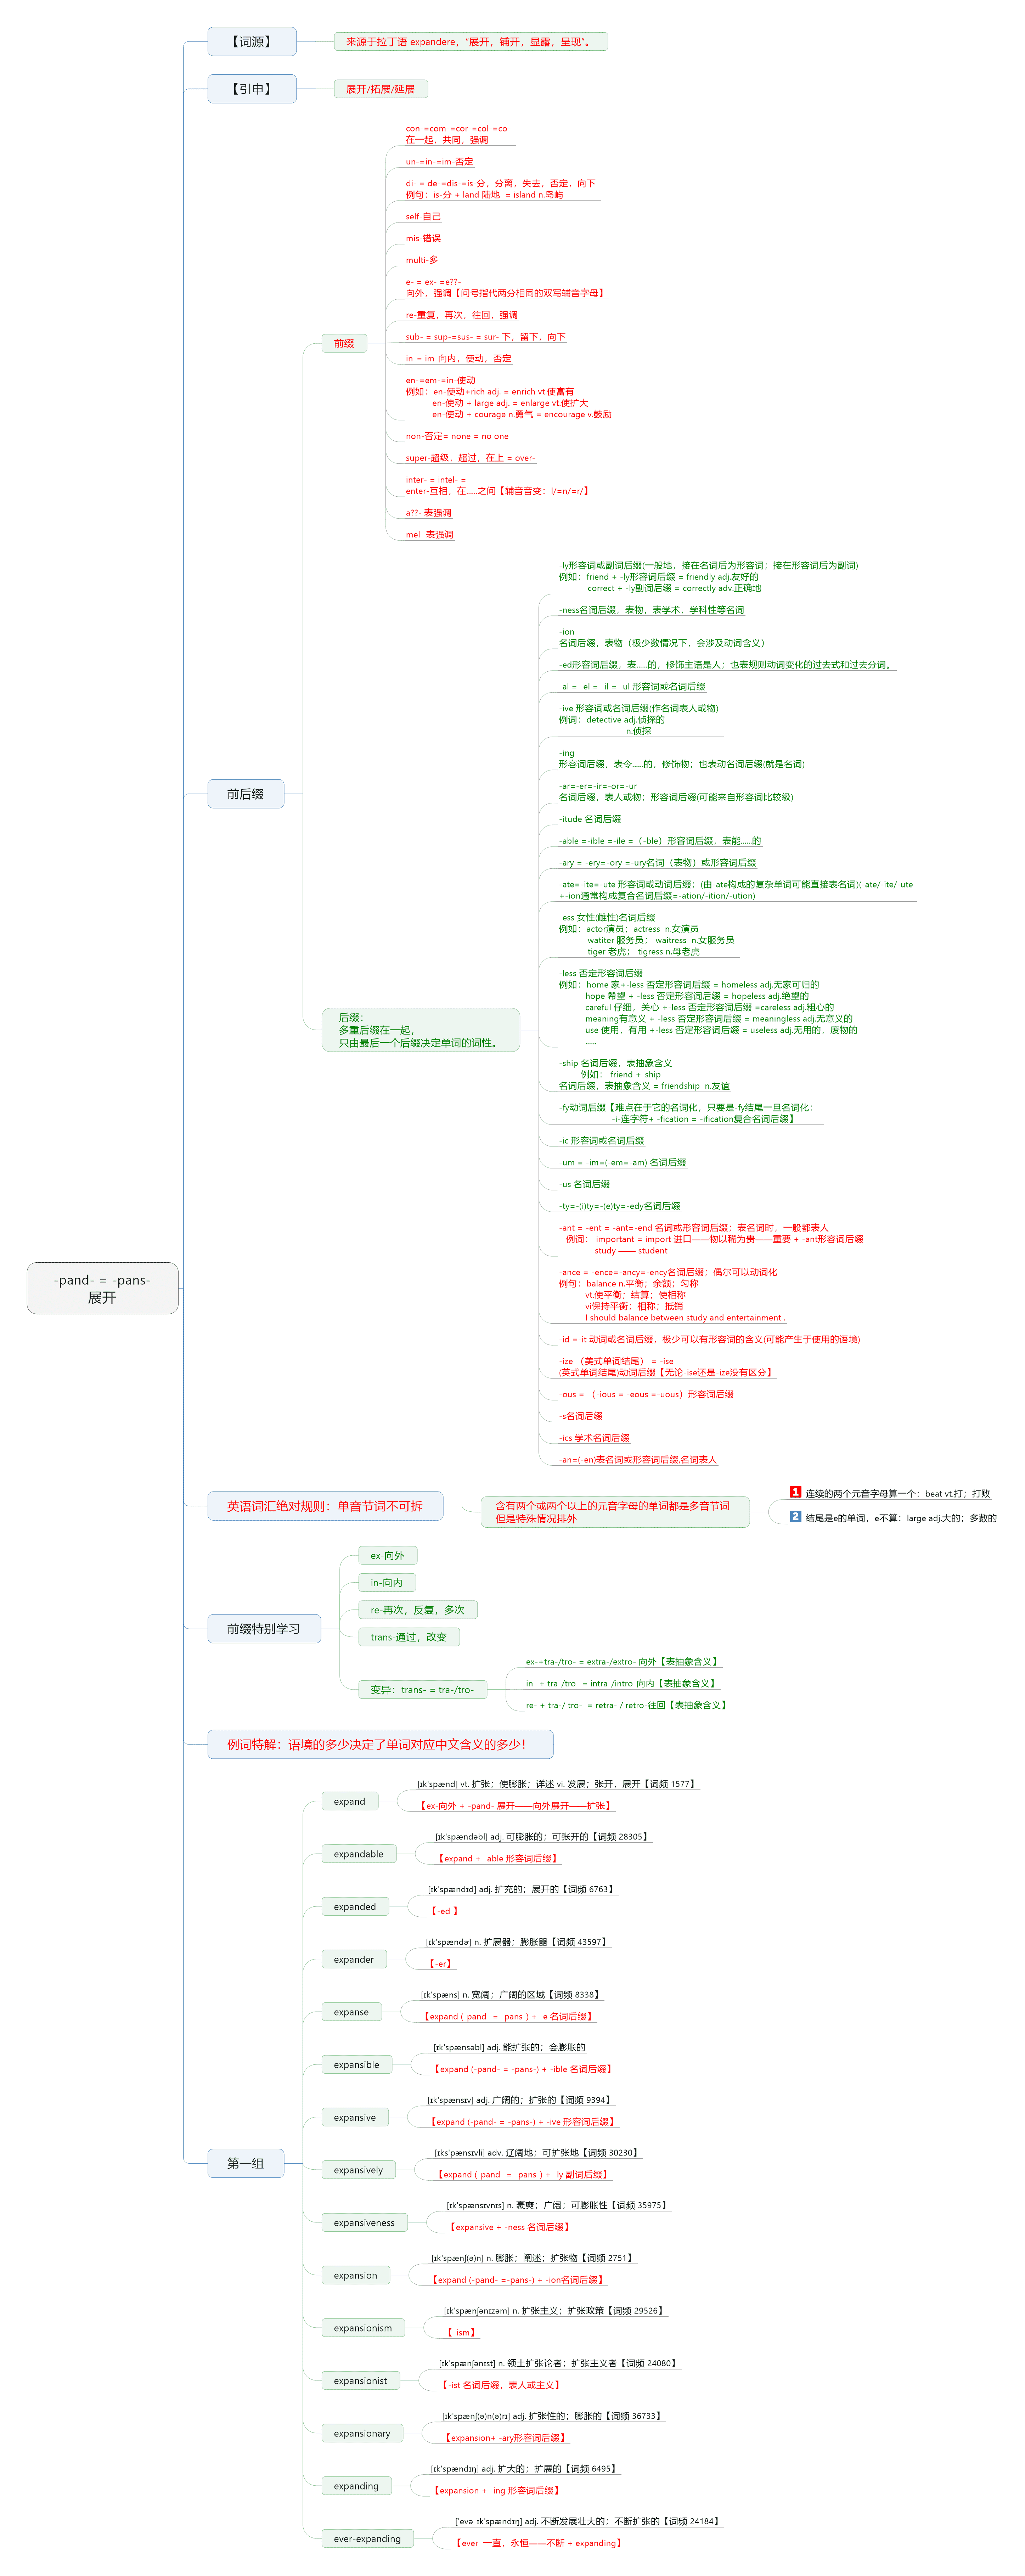 -pand- = -pans-
展开
【词源】
来源于拉丁语 expandere，“展开，铺开，显露，呈现”。
【引申】
展开/拓展/延展
前后缀
前缀
con-=com-=cor-=col-=co-
在一起，共同，强调
un-=in-=im-否定
di- = de-=dis-=is-分，分离，失去，否定，向下
例句：is-分 + land 陆地 = island n.岛屿
self-自己
mis-错误
multi-多
e- = ex- =e??-
向外，强调【问号指代两分相同的双写辅音字母】
re-重复，再次，往回，强调
sub- = sup-=sus- = sur- 下，留下，向下
in-= im-向内，使动，否定
en-=em-=in-使动
例如：en-使动+rich adj. = enrich vt.使富有
en-使动 + large adj. = enlarge vt.使扩大
en-使动 + courage n.勇气 = encourage v.鼓励
non-否定= none = no one
super-超级，超过，在上 = over-
inter- = intel- =
enter-互相，在......之间【辅音音变：l/=n/=r/】
a??- 表强调
mel- 表强调
后缀：
多重后缀在一起，
只由最后一个后缀决定单词的词性。
-ly形容词或副词后缀(一般地，接在名词后为形容词；接在形容词后为副词)
例如：friend + -ly形容词后缀 = friendly adj.友好的
correct + -ly副词后缀 = correctly adv.正确地
-ness名词后缀，表物，表学术，学科性等名词
-ion
名词后缀，表物（极少数情况下，会涉及动词含义）
-ed形容词后缀，表......的，修饰主语是人；也表规则动词变化的过去式和过去分词。
-al = -el = -il = -ul 形容词或名词后缀
-ive 形容词或名词后缀(作名词表人或物)
例词：detective adj.侦探的
n.侦探
-ing
形容词后缀，表令......的，修饰物；也表动名词后缀(就是名词)
-ar=-er=-ir=-or=-ur
名词后缀，表人或物；形容词后缀(可能来自形容词比较级)
-itude 名词后缀
-able =-ible =-ile =（-ble）形容词后缀，表能......的
-ary = -ery=-ory =-ury名词（表物）或形容词后缀
-ate=-ite=-ute 形容词或动词后缀；(由-ate构成的复杂单词可能直接表名词)(-ate/-ite/-ute
+-ion通常构成复合名词后缀=-ation/-ition/-ution)
-ess 女性(雌性)名词后缀
例如：actor演员；actress n.女演员
watiter 服务员； waitress n.女服务员
tiger 老虎； tigress n.母老虎
-less 否定形容词后缀
例如：home 家+-less 否定形容词后缀 = homeless adj.无家可归的
hope 希望 + -less 否定形容词后缀 = hopeless adj.绝望的
careful 仔细，关心 +-less 否定形容词后缀 =careless adj.粗心的
meaning有意义 + -less 否定形容词后缀 = meaningless adj.无意义的
use 使用，有用 +-less 否定形容词后缀 = useless adj.无用的，废物的
......
-ship 名词后缀，表抽象含义
例如： friend +-ship
名词后缀，表抽象含义 = friendship n.友谊
-fy动词后缀【难点在于它的名词化，只要是-fy结尾一旦名词化：
-i-连字符+ -fication = -ification复合名词后缀】
-ic 形容词或名词后缀
-um = -im=(-em=-am) 名词后缀
-us 名词后缀
-ty=-(i)ty=-(e)ty=-edy名词后缀
-ant = -ent = -ant=-end 名词或形容词后缀；表名词时，一般都表人
例词： important = import 进口——物以稀为贵——重要 + -ant形容词后缀
study —— student
-ance = -ence=-ancy=-ency名词后缀；偶尔可以动词化
例句：balance n.平衡；余额；匀称
vt.使平衡；结算；使相称
vi保持平衡；相称；抵销
I should balance between study and entertainment .
-id =-it 动词或名词后缀，极少可以有形容词的含义(可能产生于使用的语境)
-ize （美式单词结尾） = -ise
(英式单词结尾)动词后缀【无论-ise还是-ize没有区分】
-ous = （-ious = -eous =-uous）形容词后缀
-s名词后缀
-ics 学术名词后缀
-an=(-en)表名词或形容词后缀,名词表人
英语词汇绝对规则：单音节词不可拆
含有两个或两个以上的元音字母的单词都是多音节词
但是特殊情况排外
1 连续的两个元音字母算一个：beat vt.打；打败
2 结尾是e的单词，e不算：large adj.大的；多数的
前缀特别学习
ex-向外
in-向内
re-再次，反复，多次
trans-通过，改变
变异：trans- = tra-/tro-
ex-+tra-/tro- = extra-/extro- 向外【表抽象含义】
in- + tra-/tro- = intra-/intro-向内【表抽象含义】
re- + tra-/ tro- = retra- / retro-往回【表抽象含义】
例词特解：语境的多少决定了单词对应中文含义的多少！
第一组
expand
[ɪk'spænd] vt. 扩张；使膨胀；详述 vi. 发展；张开，展开【词频 1577】
【ex-向外 + -pand- 展开——向外展开——扩张】
expandable
[ɪk'spændəbl] adj. 可膨胀的；可张开的【词频 28305】
【expand + -able 形容词后缀】
expanded
[ɪk'spændɪd] adj. 扩充的；展开的【词频 6763】
【 -ed 】
expander
[ɪk'spændɚ] n. 扩展器；膨胀器【词频 43597】
【 -er】
expanse
[ɪk'spæns] n. 宽阔；广阔的区域【词频 8338】
【expand (-pand- = -pans-) + -e 名词后缀】
expansible
[ɪk'spænsəbl] adj. 能扩张的；会膨胀的
【expand (-pand- = -pans-) + -ible 名词后缀】
expansive
[ɪk'spænsɪv] adj. 广阔的；扩张的【词频 9394】
【expand (-pand- = -pans-) + -ive 形容词后缀】
expansively
[ɪks'pænsɪvli] adv. 辽阔地；可扩张地【词频 30230】
【expand (-pand- = -pans-) + -ly 副词后缀】
expansiveness
[ɪk'spænsɪvnɪs] n. 豪爽；广阔；可膨胀性【词频 35975】
【expansive + -ness 名词后缀】
expansion
[ɪk'spænʃ(ə)n] n. 膨胀；阐述；扩张物【词频 2751】
【expand (-pand- =-pans-) + -ion名词后缀】
expansionism
[ɪk'spænʃənɪzəm] n. 扩张主义；扩张政策【词频 29526】
【 -ism】
expansionist
[ɪk'spænʃənɪst] n. 领土扩张论者；扩张主义者【词频 24080】
【 -ist 名词后缀，表人或主义】
expansionary
[ɪk'spænʃ(ə)n(ə)rɪ] adj. 扩张性的；膨胀的【词频 36733】
【expansion+ -ary形容词后缀】
expanding
[ɪk'spændɪŋ] adj. 扩大的；扩展的【词频 6495】
【expansion + -ing 形容词后缀】
ever-expanding
['evə-ɪk'spændɪŋ] adj. 不断发展壮大的；不断扩张的【词频 24184】
【ever 一直，永恒——不断 + expanding】